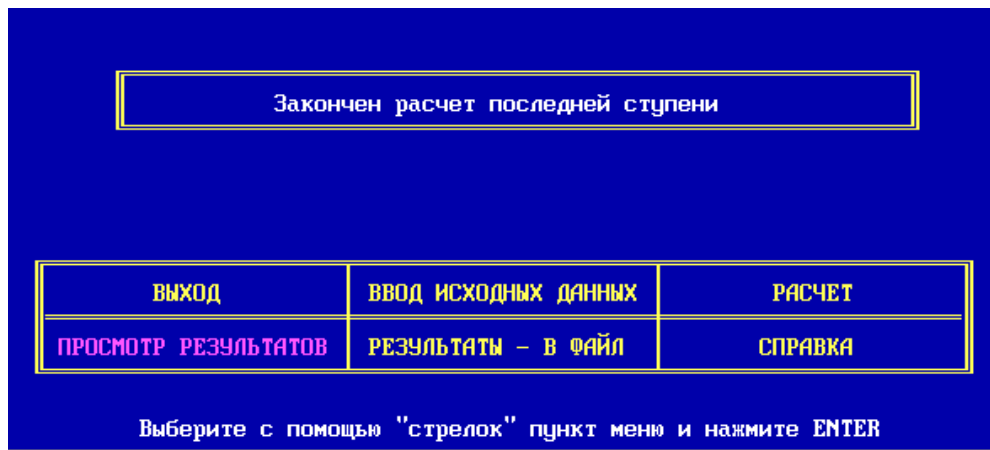 Закончен расчет последней ступени
ВЫХОД ВВОД ИСХОДНЫХ ДАННЫХ РАСЧЕТ
ПРОСМОТР РЕЗУЛЬТАТОВ РЕЗУЛЬТАТЫ - В ФАЙЛ СПРАВКА
Выберите с помощью "стрелок" пункт меню и нажмите ENTER